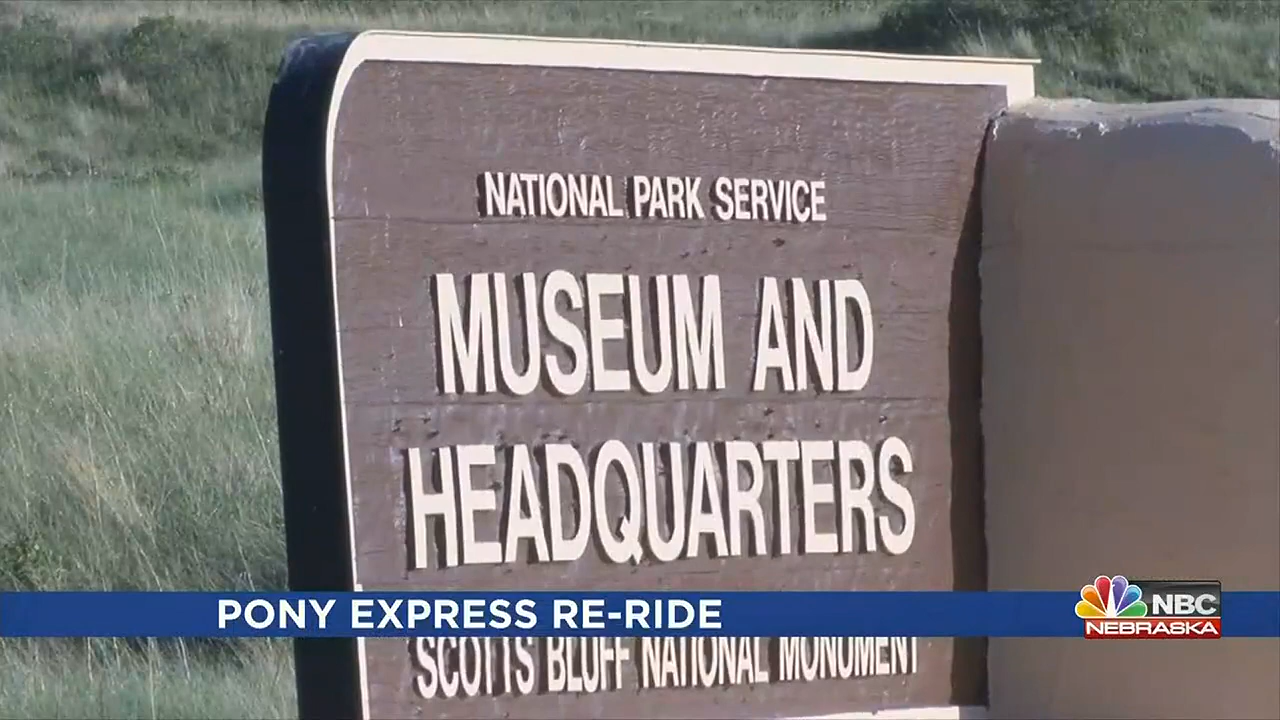 NATIONAL PARK SERVICE
MUSEUM AND
HEADQUARTERS
PONY EXPRESS RE-RIDE
NBC
NEBRASKA
SCOTTS BLUFF NATIONAL MONUMENT